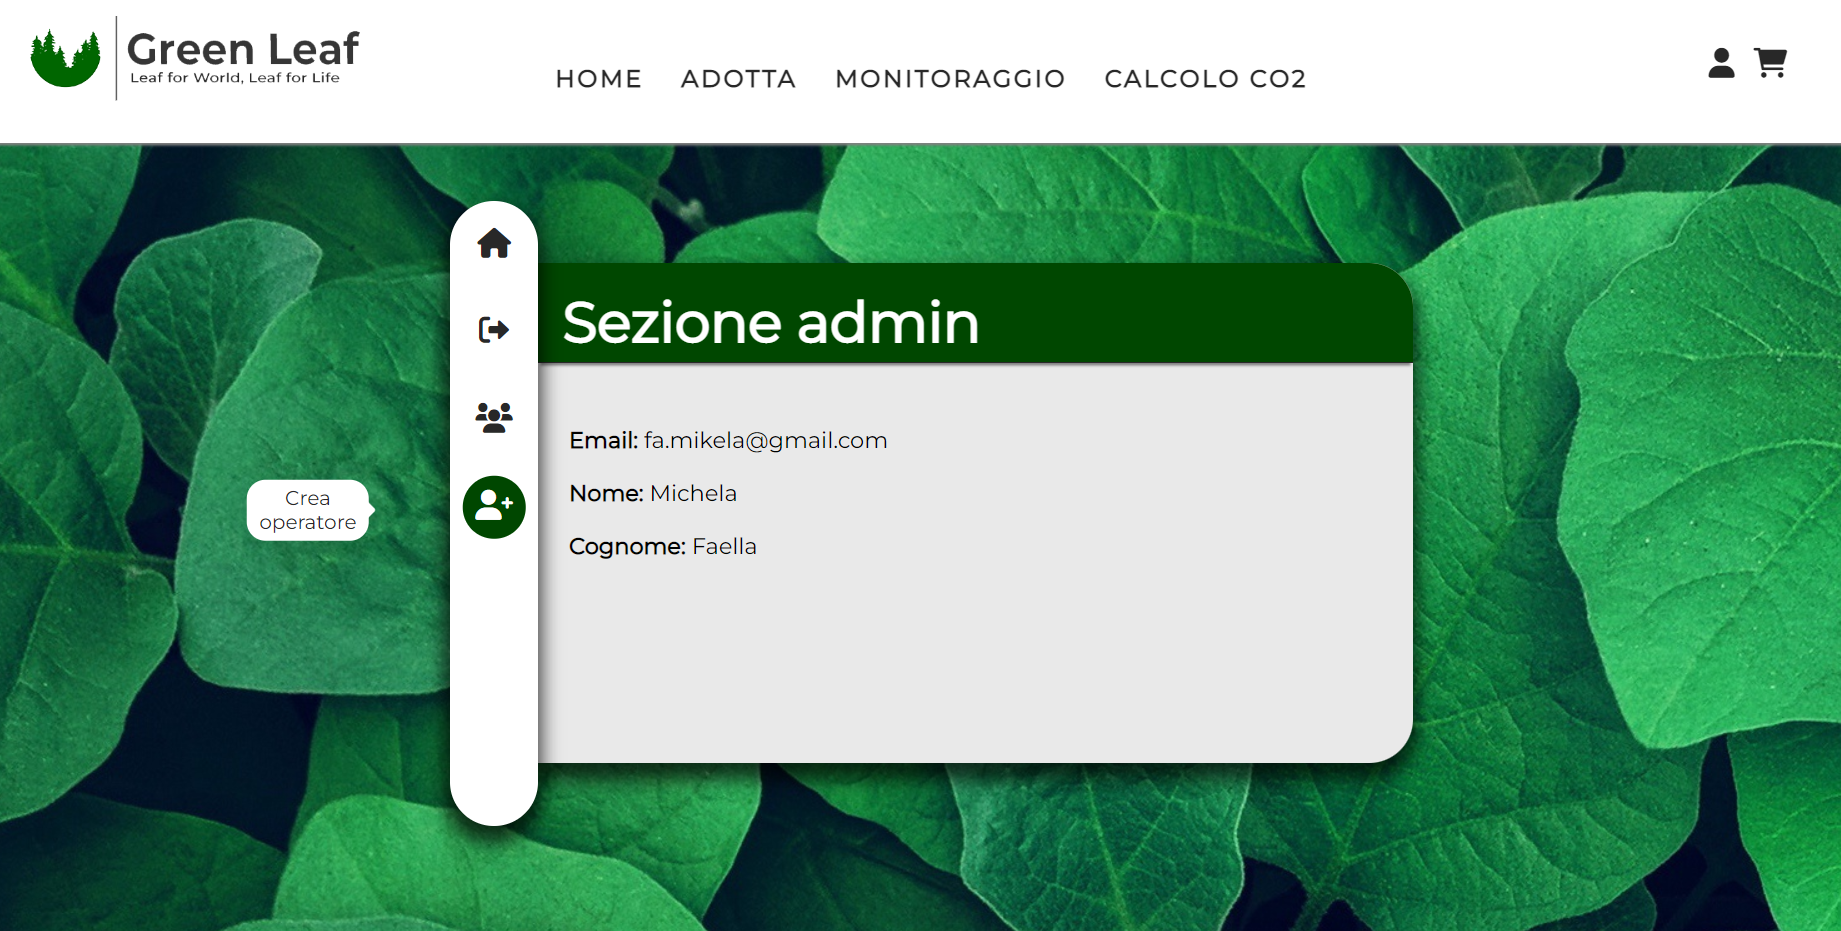 Green Leaf
Leaf for World, Leaf for Life
HOME ADOTTA MONITORAGGIO CALCOLO CO2
Sezione admin
Email: fa.mikela@gmail.com
Nome: Michela
Cognome: Faella
Crea
operatore